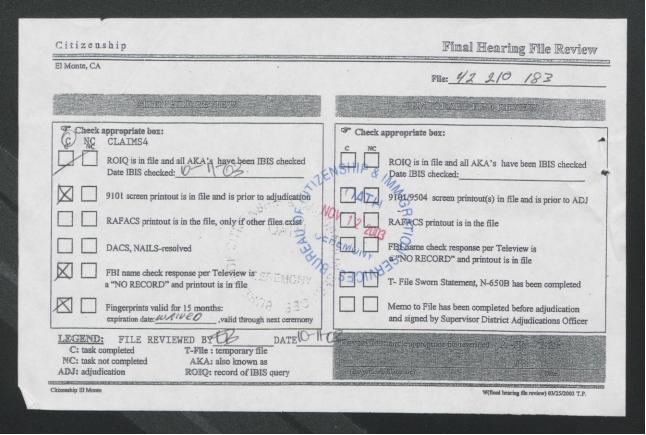 Citizenship
Final Hearing File Review
El Monte, CA
File: 42 210 183
Check appropriate box:
C NC CLAIMS4
ROIQ is in file and all AKA's have been IBIS checked
Date IBIS checked: 10-11-03
9101 screen printout is in file and is prior to adjudication
RAFACS printout is in the file, only if other files exist
DACS, NAILS-resolved
FBI name check response per Teleview is
a "NO RECORD" and printout is in file
Fingerprints valid for 15 months:
expiration date: WAIVED ,valid through next ceremony
LEGEND: FILE REVIEWED BY DATE 10-11-03
C: task completed T-File: temporary file
NC: task not completed AKA: also known as
ADJ: adjudication ROIQ: record of IBIS query
Check appropriate box:
C NC
ROIQ is in file and all AKA's have been IBIS checked
Date IBIS checked:
9101/9504 screen printout(s) in file and is prior to ADJ
RAFACS printout is in the file
FBI name check response per Teleview is
a "NO RECORD" and printout is in file
T- File Sworn Statement, N-650B has been completed
Memo to File has been completed before adjudication
and signed by Supervisor District Adjudications Officer
BUREAU OF CITIZENSHIP & IMMIGRATION SERVICES
OATH
NOV 12 2003
CEREMONY
Citizenship El Monte
W(final hearing file review) 03/25/2003 T.P.